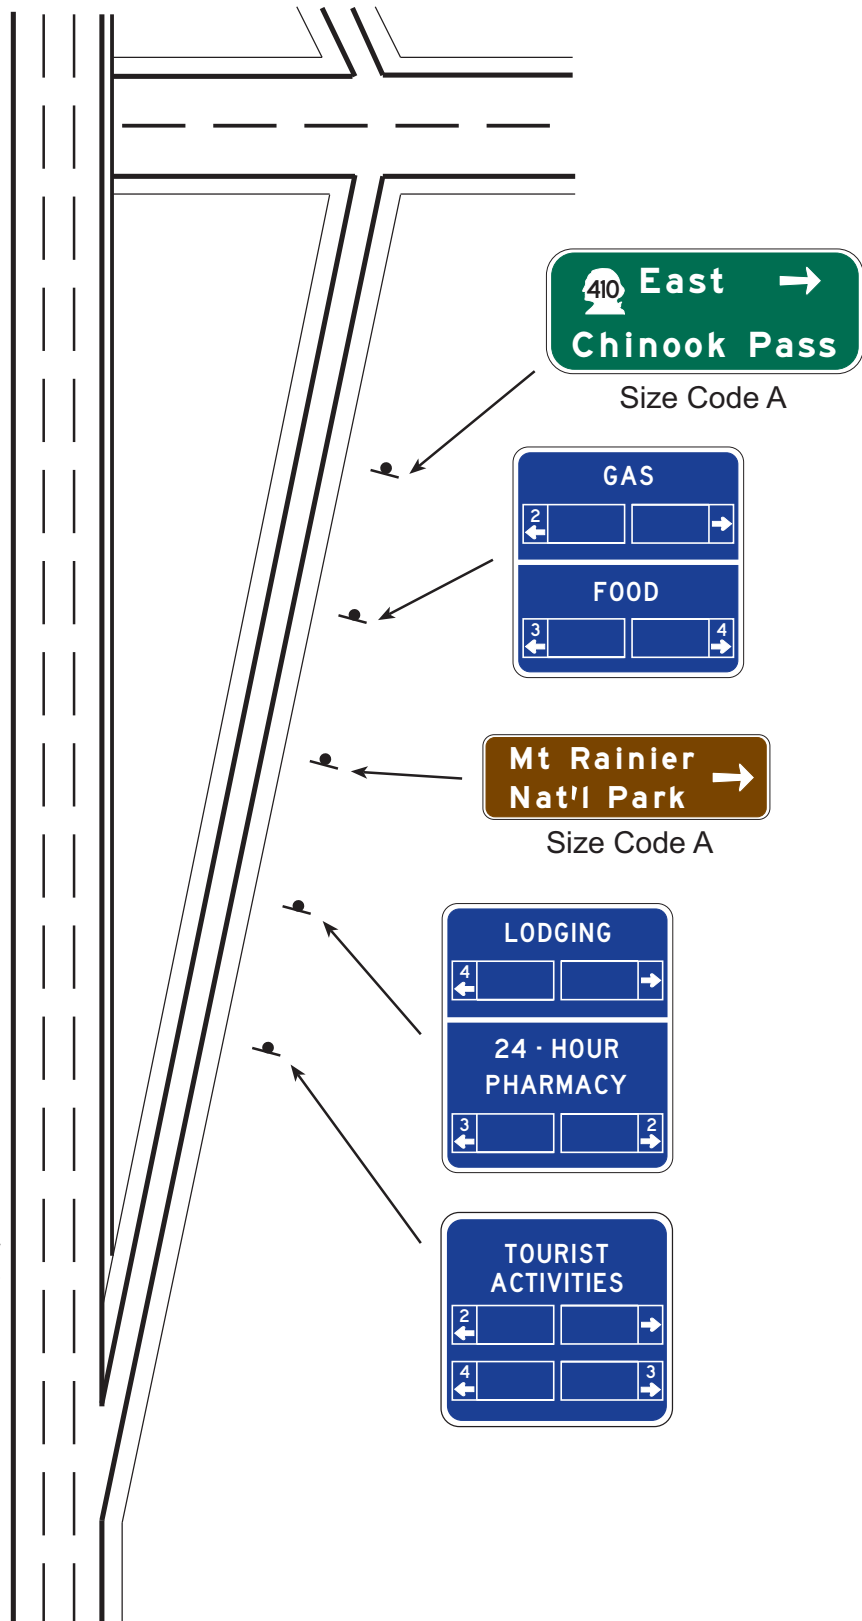 410 East
Chinook Pass
Size Code A
GAS
2
FOOD
3 4
Mt Rainier
Nat'l Park
Size Code A
LODGING
4
24 - HOUR
PHARMACY
3 2
TOURIST
ACTIVITIES
2
4 3